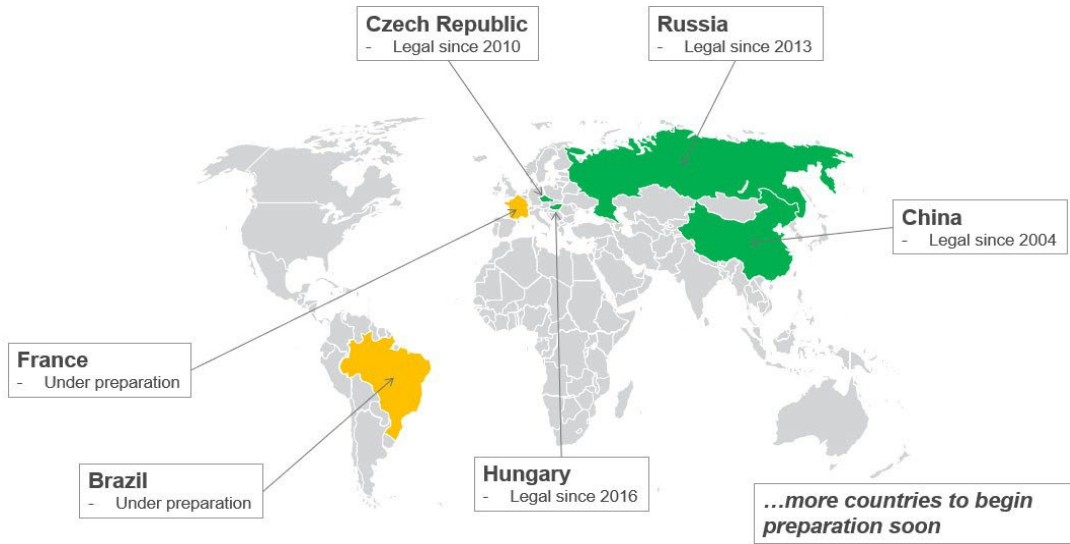 Czech Republic
- Legal since 2010
Russia
- Legal since 2013
China
- Legal since 2004
France
- Under preparation
Brazil
- Under preparation
Hungary
- Legal since 2016
...more countries to begin
preparation soon